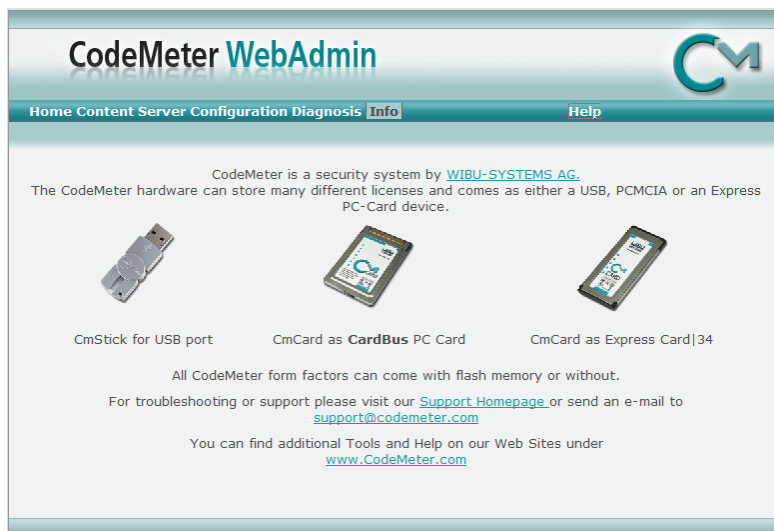 CodeMeter WebAdmin
CM
Home Content Server Configuration Diagnosis Info Help
CodeMeter is a security system by WIBU-SYSTEMS AG.
The CodeMeter hardware can store many different licenses and comes as either a USB, PCMCIA or an Express
PC-Card device.
CmStick for USB port
CmCard as CardBus PC Card
CmCard as Express Card|34
All CodeMeter form factors can come with flash memory or without.
For troubleshooting or support please visit our Support Homepage or send an e-mail to
support@codemeter.com
You can find additional Tools and Help on our Web Sites under
www.CodeMeter.com